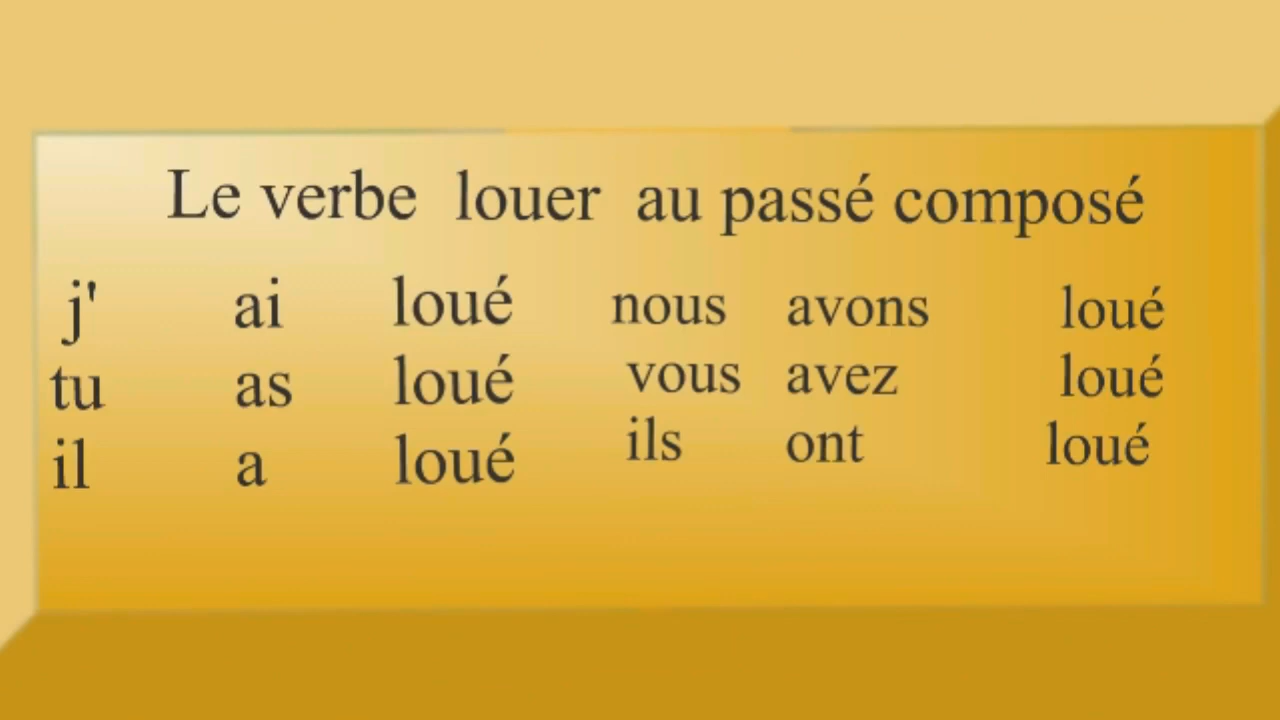 Le verbe louer au passé composé
j' ai loué nous avons loué
tu as loué vous avez loué
il a loué ils ont loué